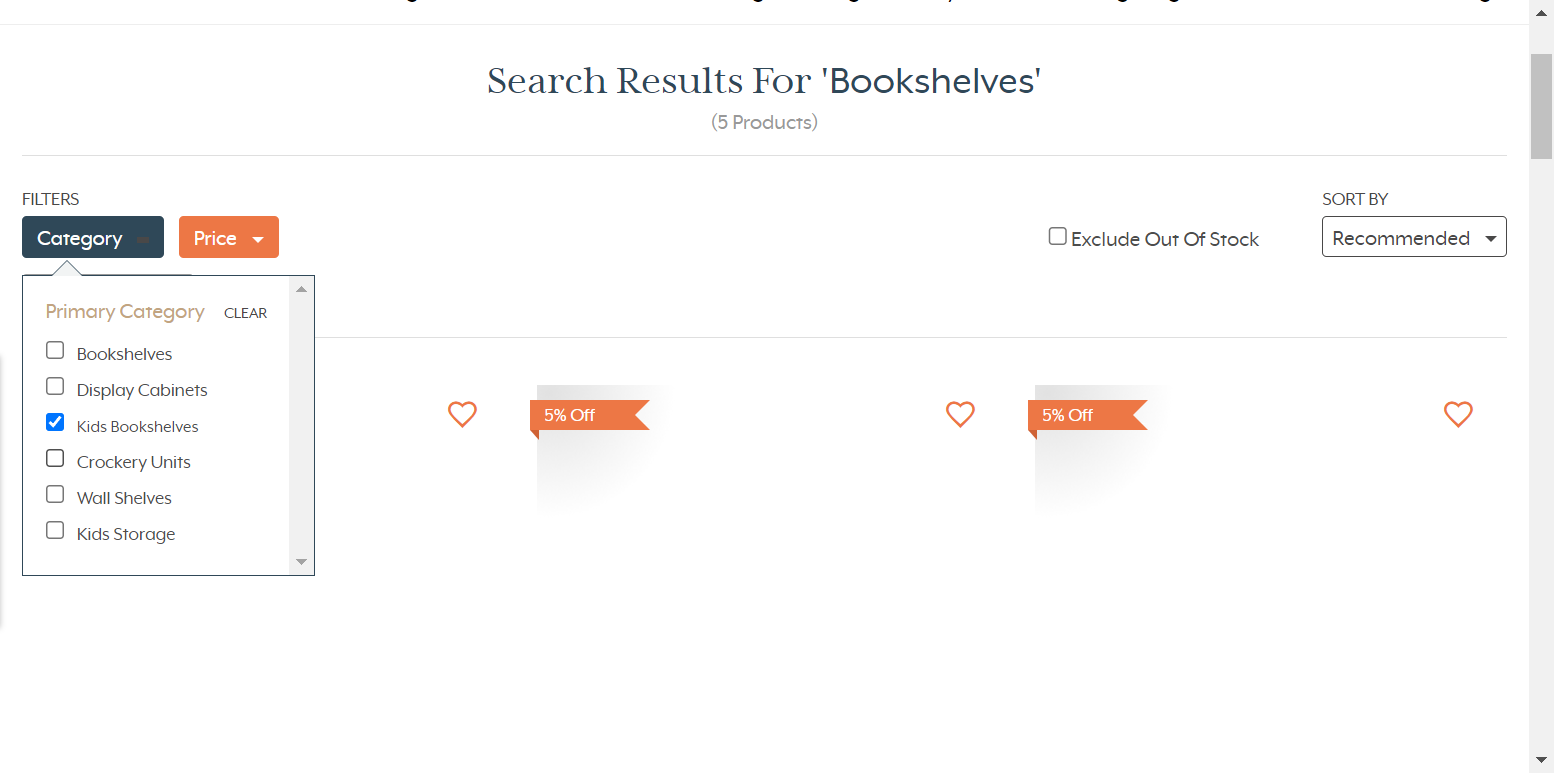 Search Results For 'Bookshelves'
(5 Products)
FILTERS
SORT BY
Category
Price
Exclude Out Of Stock
Recommended
Primary Category
CLEAR
Bookshelves
Display Cabinets
Kids Bookshelves
Crockery Units
Wall Shelves
Kids Storage
5% Off
5% Off